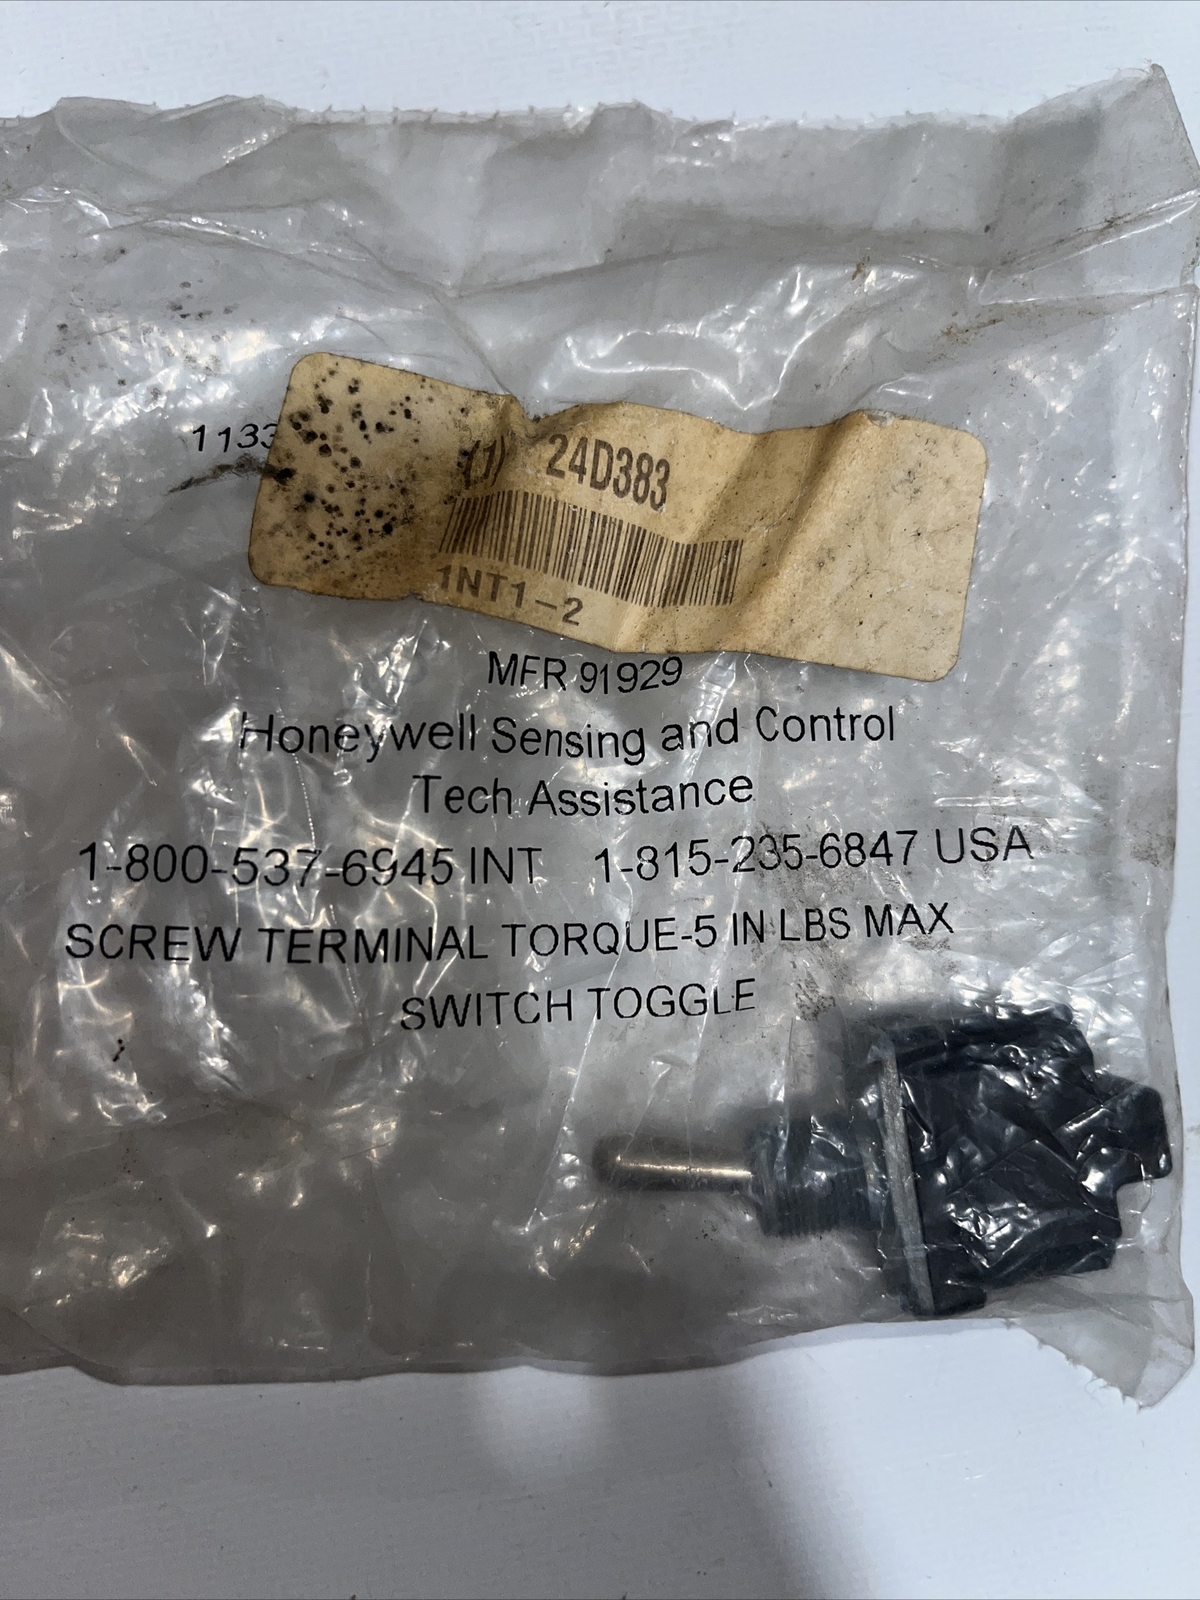 1133
(1) 24D383
1NT1-2
MFR 91929
Honeywell Sensing and Control
Tech Assistance
1-800-537-6945 INT 1-815-235-6847 USA
SCREW TERMINAL TORQUE-5 IN LBS MAX
SWITCH TOGGLE